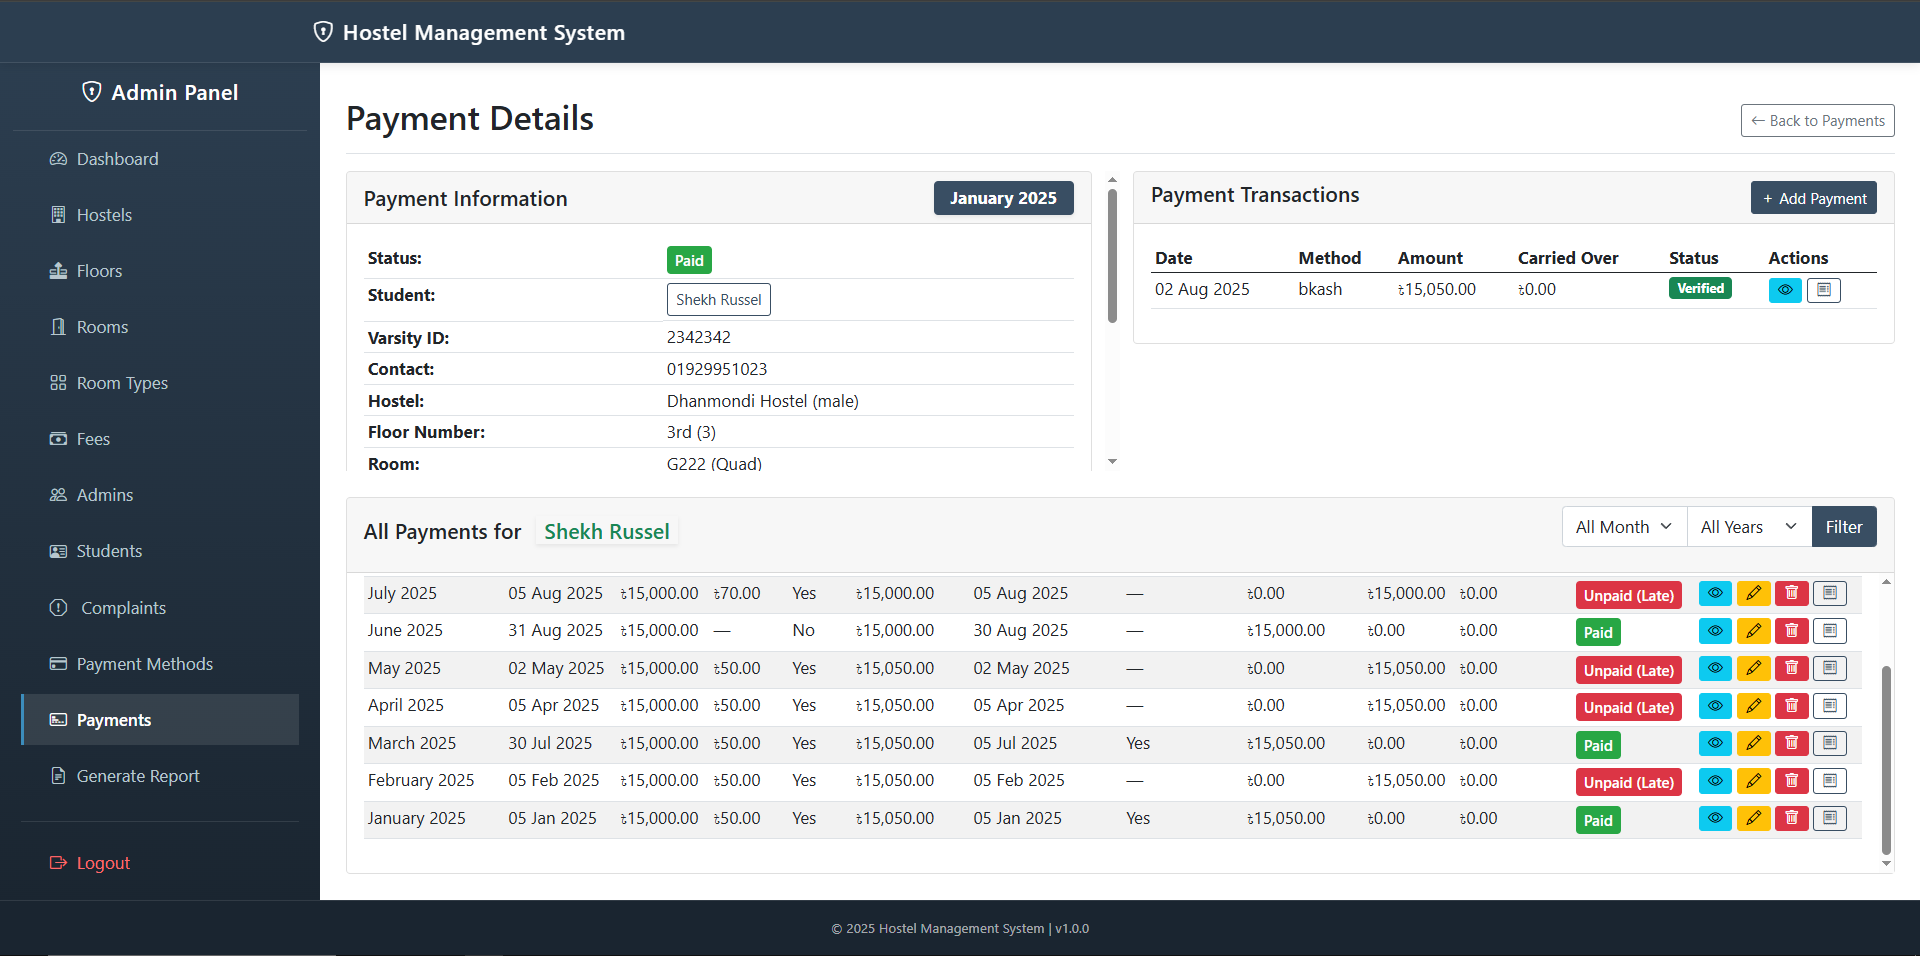 Hostel Management System
Admin Panel
Dashboard
Hostels
Floors
Rooms
Room Types
Fees
Admins
Students
Complaints
Payment Methods
Payments
Generate Report
Logout
Payment Details
← Back to Payments
Payment Information January 2025
Status: Paid
Student: Shekh Russel
Varsity ID: 2342342
Contact: 01929951023
Hostel: Dhanmondi Hostel (male)
Floor Number: 3rd (3)
Room: G222 (Quad)
Payment Transactions + Add Payment
Date Method Amount Carried Over Status Actions
02 Aug 2025 bkash ৳15,050.00 ৳0.00 Verified
All Payments for Shekh Russel All Month All Years Filter
July 2025 05 Aug 2025 ৳15,000.00 ৳70.00 Yes ৳15,000.00 05 Aug 2025 — ৳0.00 ৳15,000.00 ৳0.00 Unpaid (Late)
June 2025 31 Aug 2025 ৳15,000.00 — No ৳15,000.00 30 Aug 2025 — ৳15,000.00 ৳0.00 ৳0.00 Paid
May 2025 02 May 2025 ৳15,000.00 ৳50.00 Yes ৳15,050.00 02 May 2025 — ৳0.00 ৳15,050.00 ৳0.00 Unpaid (Late)
April 2025 05 Apr 2025 ৳15,000.00 ৳50.00 Yes ৳15,050.00 05 Apr 2025 — ৳0.00 ৳15,050.00 ৳0.00 Unpaid (Late)
March 2025 30 Jul 2025 ৳15,000.00 ৳50.00 Yes ৳15,050.00 05 Jul 2025 Yes ৳15,050.00 ৳0.00 ৳0.00 Paid
February 2025 05 Feb 2025 ৳15,000.00 ৳50.00 Yes ৳15,050.00 05 Feb 2025 — ৳0.00 ৳15,050.00 ৳0.00 Unpaid (Late)
January 2025 05 Jan 2025 ৳15,000.00 ৳50.00 Yes ৳15,050.00 05 Jan 2025 Yes ৳15,050.00 ৳0.00 ৳0.00 Paid
© 2025 Hostel Management System | v1.0.0